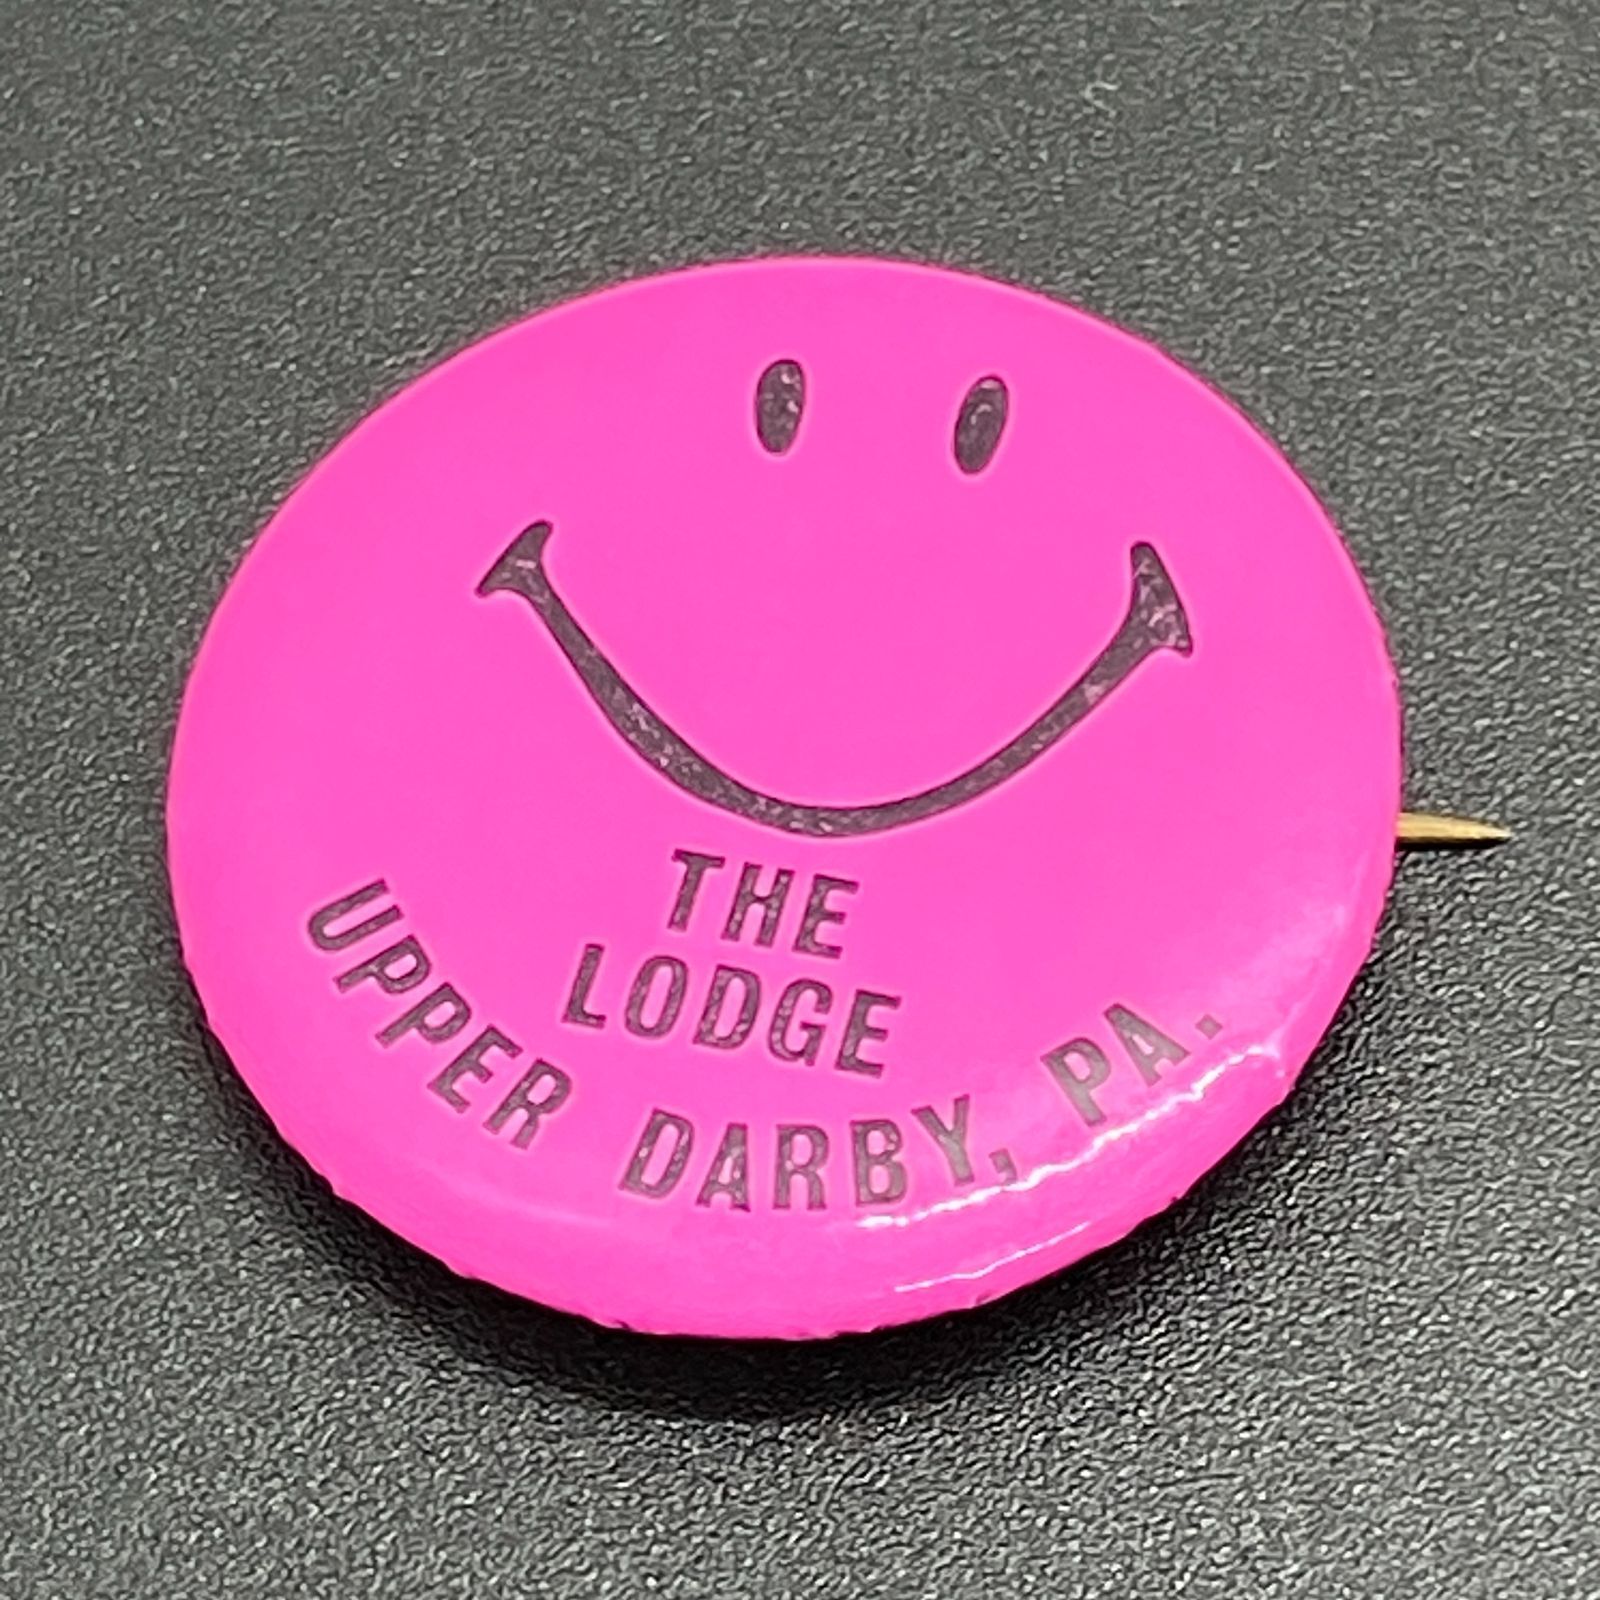 THE
LODGE
UPPER DARBY, PA.